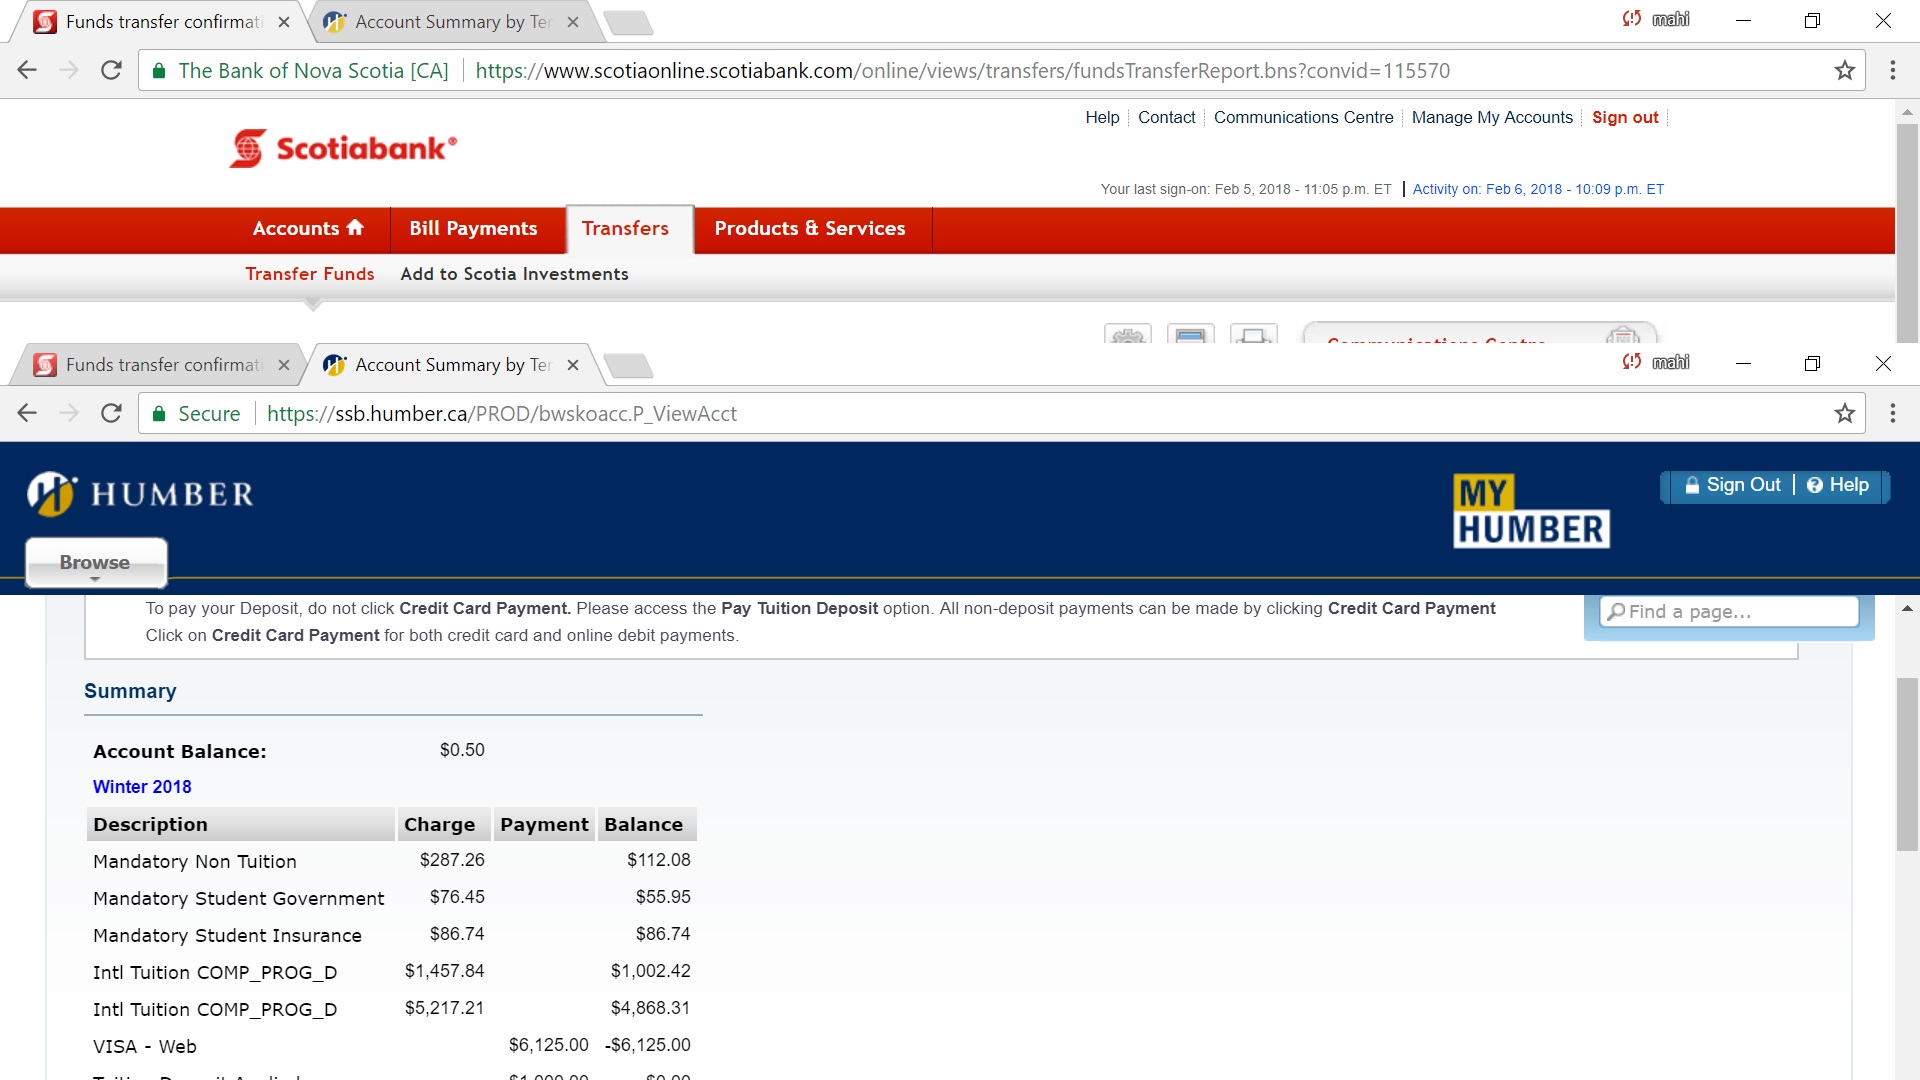 Funds transfer confirmati
Account Summary by Ter
mahi
The Bank of Nova Scotia [CA]
https://www.scotiaonline.scotiabank.com/online/views/transfers/fundsTransferReport.bns?convid=115570
Help Contact Communications Centre Manage My Accounts Sign out
Scotiabank®
Your last sign-on: Feb 5, 2018 - 11:05 p.m. ET | Activity on: Feb 6, 2018 - 10:09 p.m. ET
Accounts Bill Payments Transfers Products & Services
Transfer Funds Add to Scotia Investments
Communications Centre
Funds transfer confirmati
Account Summary by Ter
mahi
Secure
https://ssb.humber.ca/PROD/bwskoacc.P_ViewAcct
HUMBER
MY
HUMBER
Sign Out | Help
Browse
To pay your Deposit, do not click Credit Card Payment. Please access the Pay Tuition Deposit option. All non-deposit payments can be made by clicking Credit Card Payment
Click on Credit Card Payment for both credit card and online debit payments.
Find a page...
Summary
Account Balance: $0.50
Winter 2018
Description Charge Payment Balance
Mandatory Non Tuition $287.26 $112.08
Mandatory Student Government $76.45 $55.95
Mandatory Student Insurance $86.74 $86.74
Intl Tuition COMP_PROG_D $1,457.84 $1,002.42
Intl Tuition COMP_PROG_D $5,217.21 $4,868.31
VISA - Web $6,125.00 -$6,125.00
Tuition Deposit Applied $1,000.00 $0.00